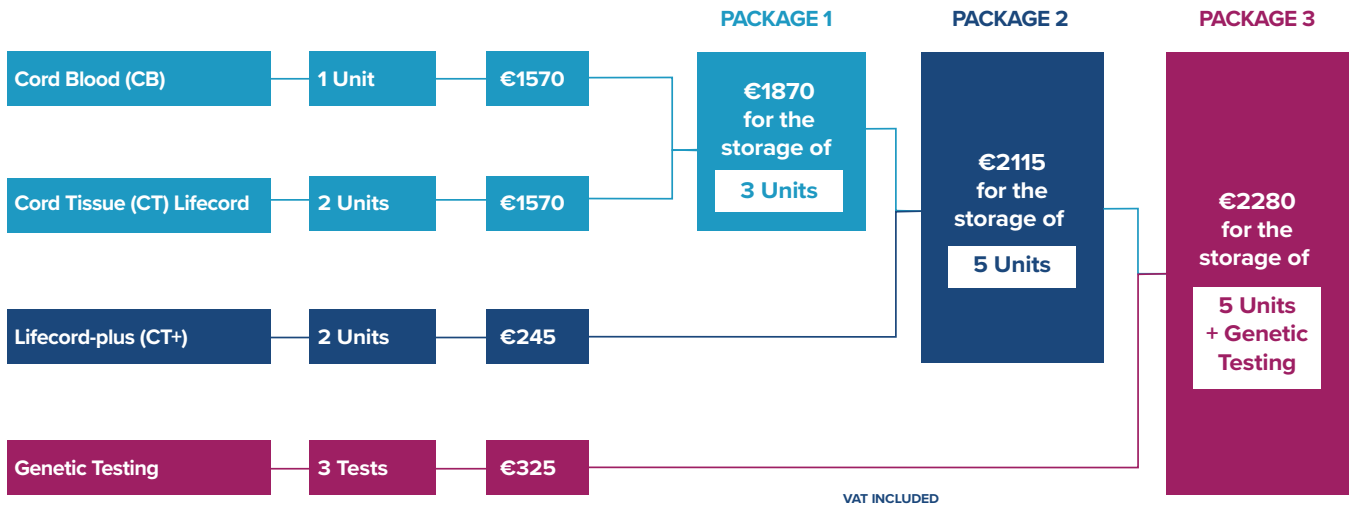 PACKAGE 1
PACKAGE 2
PACKAGE 3
Cord Blood (CB)
1 Unit
€1570
Cord Tissue (CT) Lifecord
2 Units
€1570
Lifecord-plus (CT+)
2 Units
€245
Genetic Testing
3 Tests
€325
€1870
for the
storage of
3 Units
€2115
for the
storage of
5 Units
€2280
for the
storage of
5 Units
+ Genetic
Testing
VAT INCLUDED